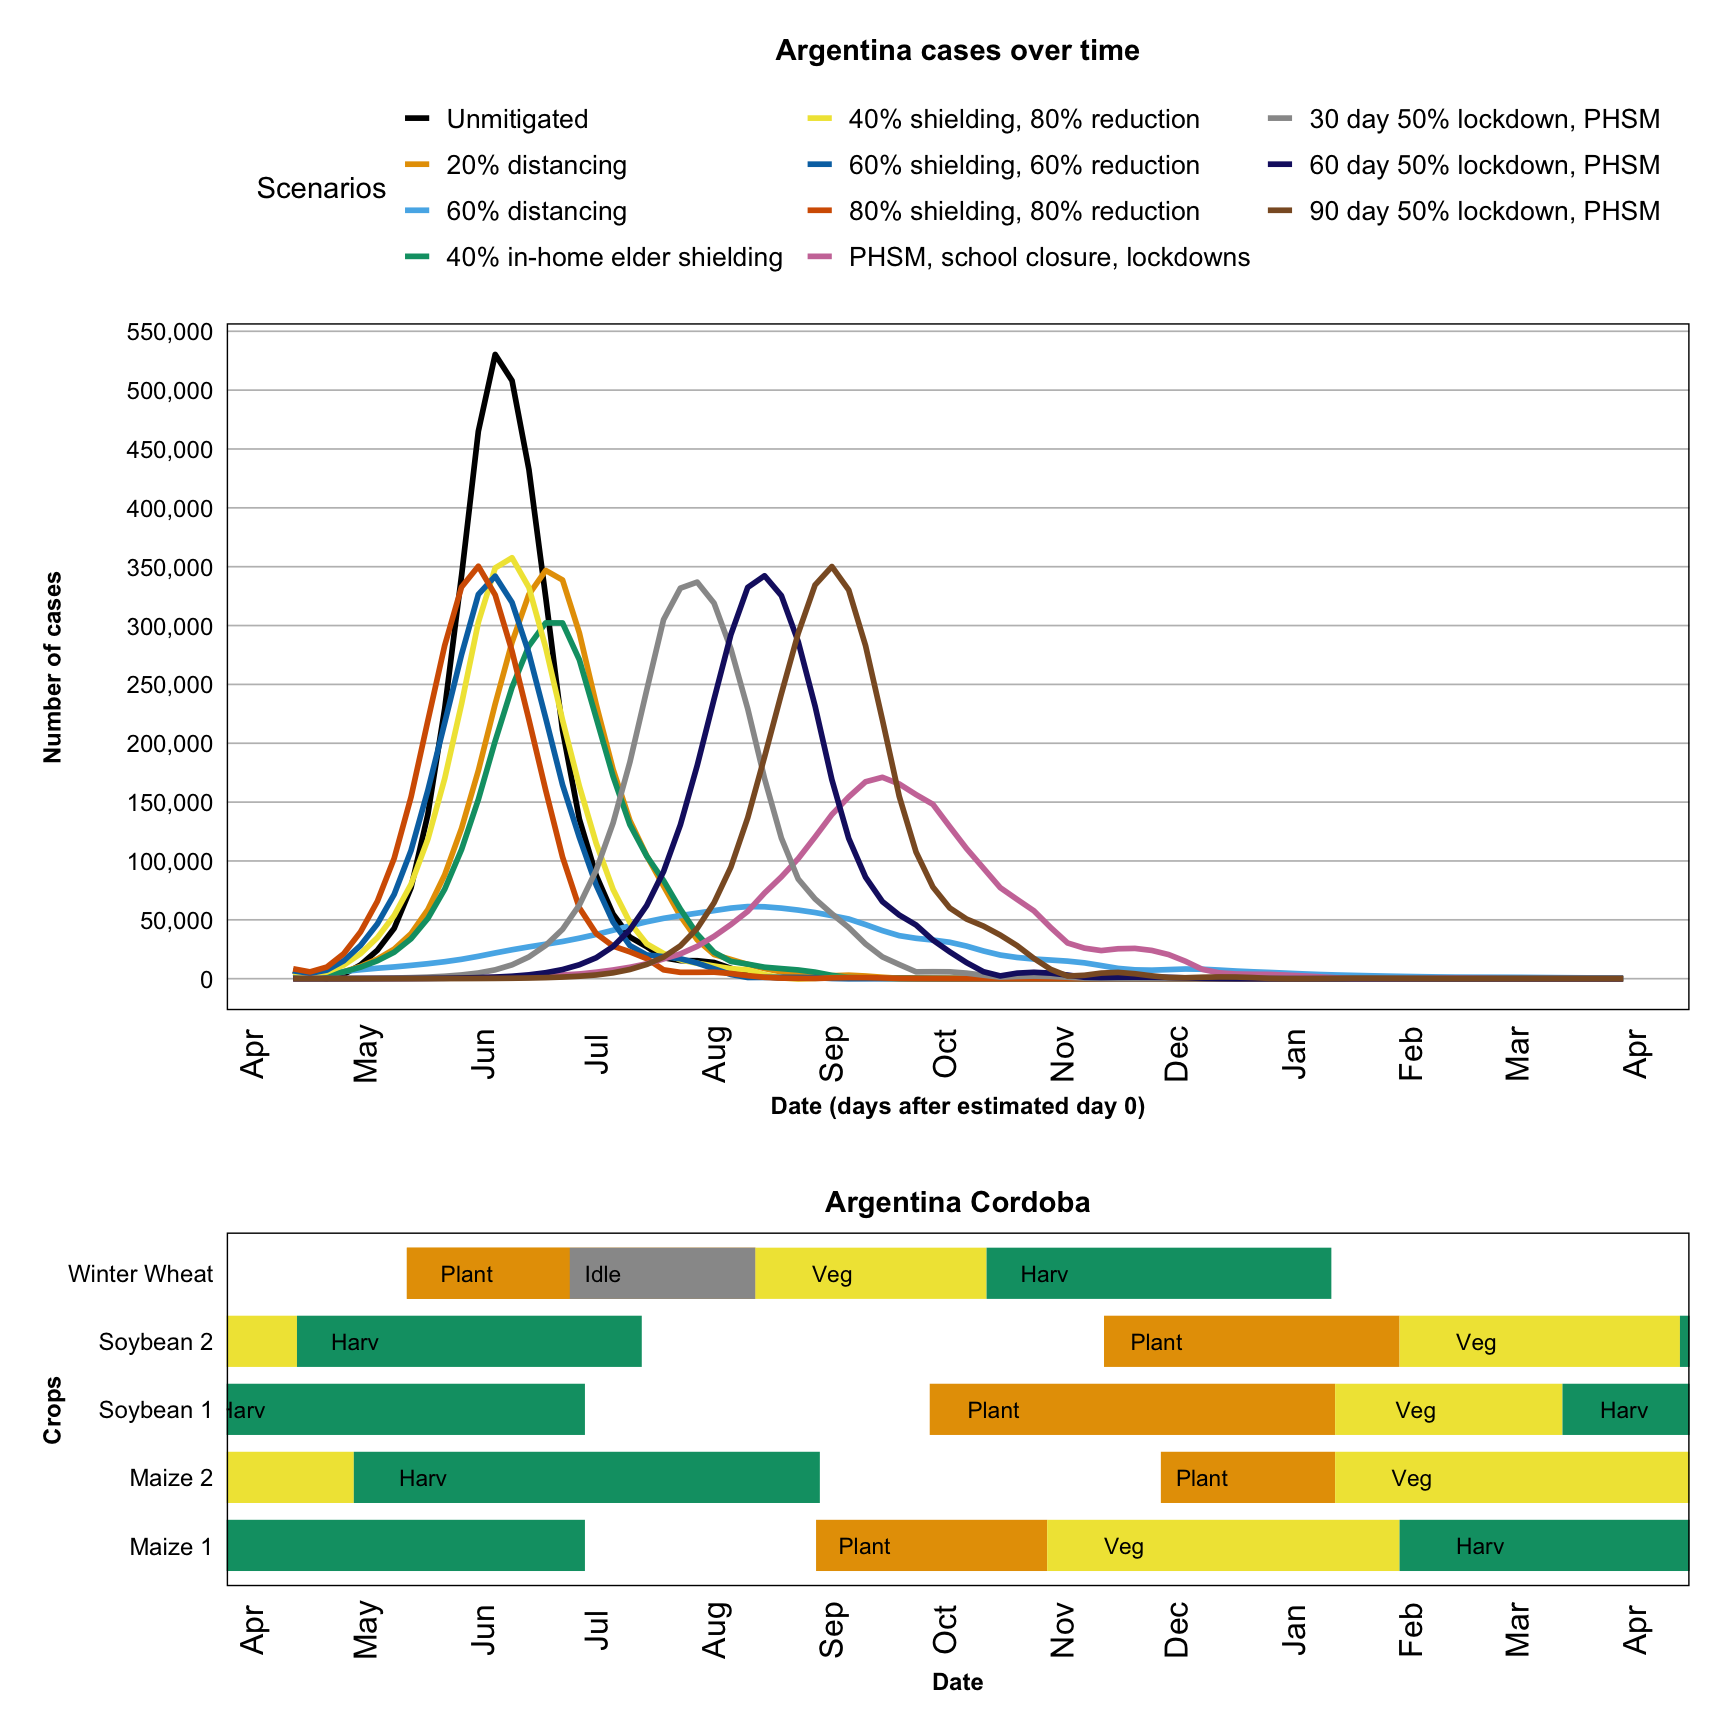 Argentina cases over time
Scenarios
Unmitigated
20% distancing
60% distancing
40% in-home elder shielding
40% shielding, 80% reduction
60% shielding, 60% reduction
80% shielding, 80% reduction
PHSM, school closure, lockdowns
30 day 50% lockdown, PHSM
60 day 50% lockdown, PHSM
90 day 50% lockdown, PHSM
Number of cases
550,000
500,000
450,000
400,000
350,000
300,000
250,000
200,000
150,000
100,000
50,000
0
Apr May Jun Jul Aug Sep Oct Nov Dec Jan Feb Mar Apr
Date (days after estimated day 0)
Argentina Cordoba
Crops
Winter Wheat Plant Idle Veg Harv
Soybean 2 Harv Plant Veg
Soybean 1 Harv Plant Veg Harv
Maize 2 Harv Plant Veg
Maize 1 Plant Veg Harv
Apr May Jun Jul Aug Sep Oct Nov Dec Jan Feb Mar Apr
Date